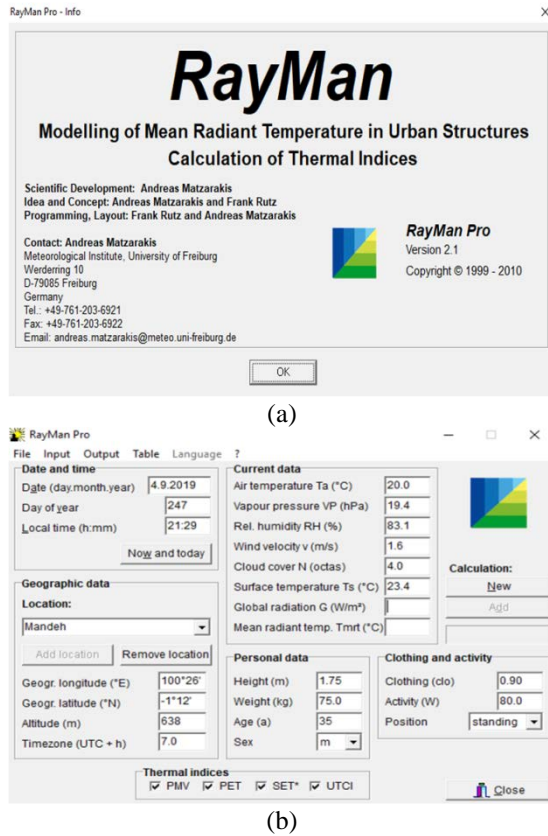 RayMan Pro - Info X
RayMan
Modelling of Mean Radiant Temperature in Urban Structures
Calculation of Thermal Indices
Scientific Development: Andreas Matzarakis
Idea and Concept: Andreas Matzarakis and Frank Rutz
Programming, Layout: Frank Rutz and Andreas Matzarakis
Contact: Andreas Matzarakis
Meteorological Institute, University of Freiburg
Werderring 10
D-79085 Freiburg
Germany
Tel.: +49-761-203-6921
Fax: +49-761-203-6922
Email: andreas.matzarakis@meteo.uni-freiburg.de
RayMan Pro
Version 2.1
Copyright © 1999 - 2010
OK
(a)
RayMan Pro
File Input Output Table Language ?
Date and time
Date (day.month.year) 4.9.2019
Day of year 247
Local time (h:mm) 21:29
Now and today
Geographic data
Location:
Mandeh
Add location Remove location
Geogr. longitude (°E) 100°26'
Geogr. latitude (°N) -1°12'
Altitude (m) 638
Timezone (UTC + h) 7.0
Current data
Air temperature Ta (°C) 20.0
Vapour pressure VP (hPa) 19.4
Rel. humidity RH (%) 83.1
Wind velocity v (m/s) 1.6
Cloud cover N (octas) 4.0
Surface temperature Ts (°C) 23.4
Global radiation G (W/m²)
Mean radiant temp. Tmrt (°C)
Calculation:
New
Add
Personal data
Height (m) 1.75
Weight (kg) 75.0
Age (a) 35
Sex m
Clothing and activity
Clothing (clo) 0.90
Activity (W) 80.0
Position standing
Thermal indices
PMV PET SET* UTCI
Close
(b)